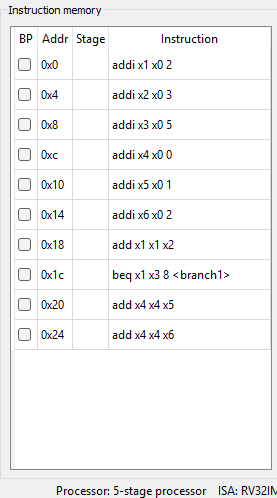 Instruction memory
BP Addr Stage Instruction
0x0 addi x1 x0 2
0x4 addi x2 x0 3
0x8 addi x3 x0 5
0xc addi x4 x0 0
0x10 addi x5 x0 1
0x14 addi x6 x0 2
0x18 add x1 x1 x2
0x1c beq x1 x3 8 <branch1>
0x20 add x4 x4 x5
0x24 add x4 x4 x6
Processor: 5-stage processor ISA: RV32IM